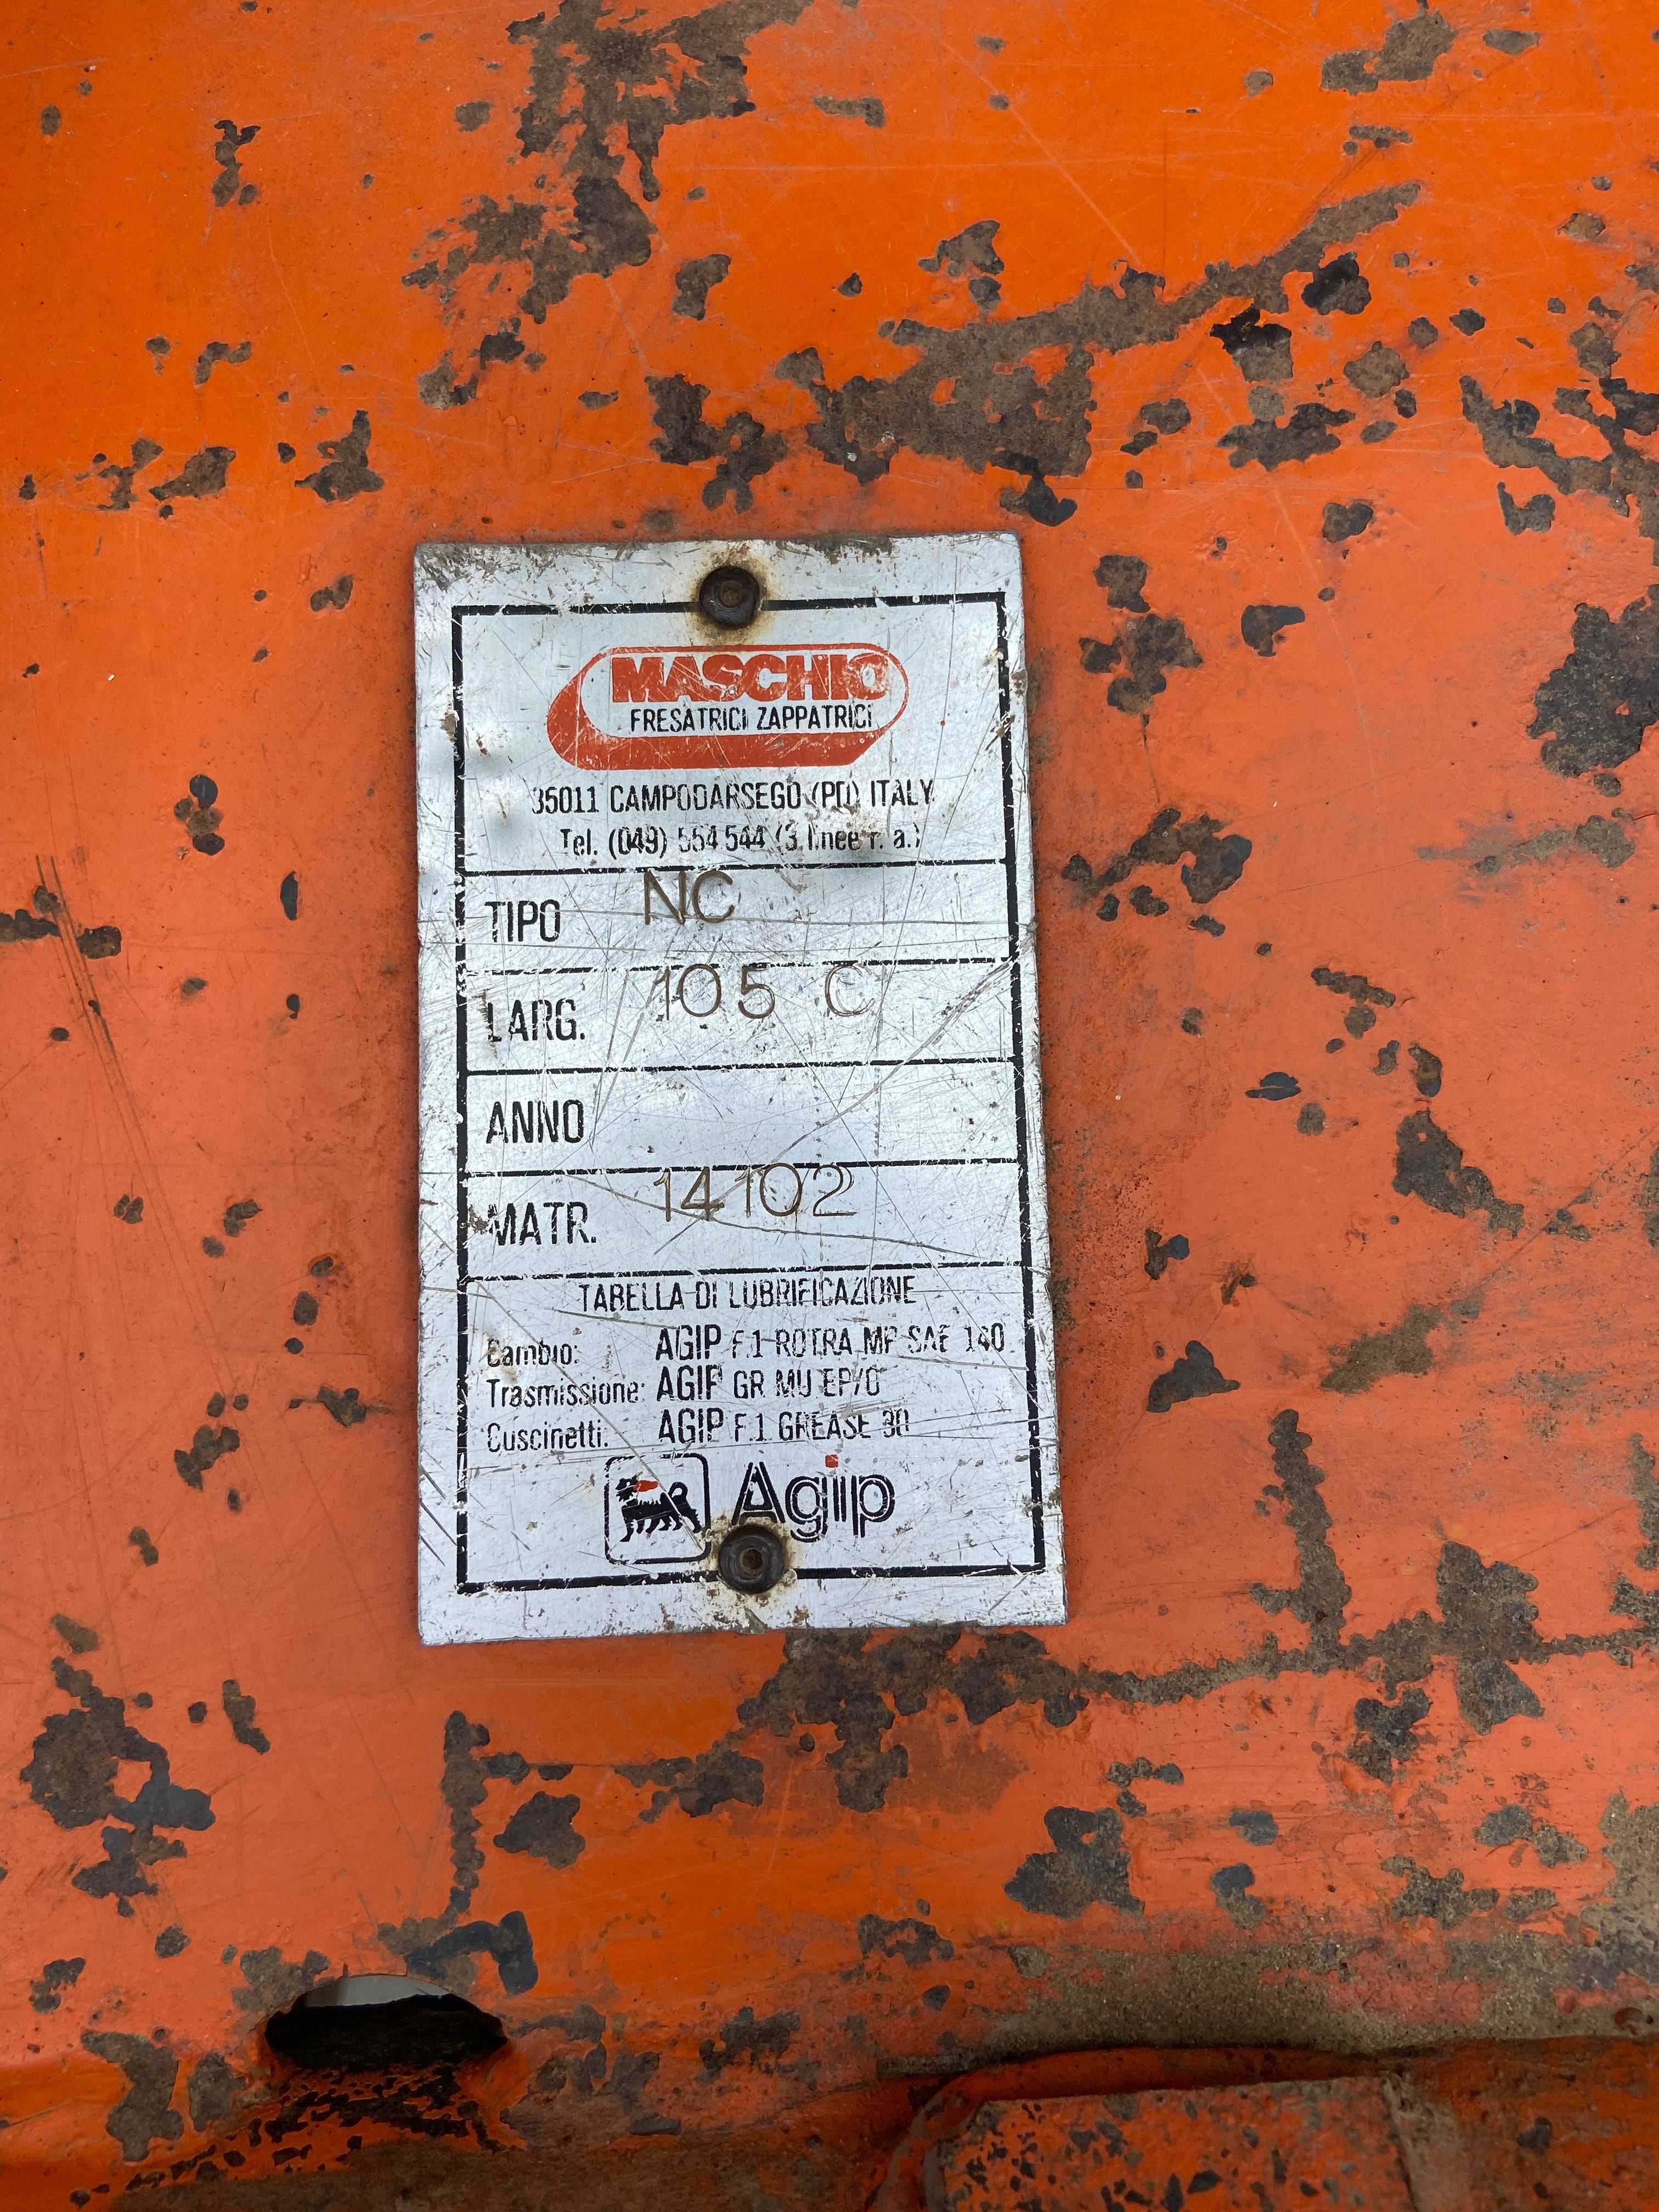 MASCHIO
FRESATRICI ZAPPATRICI
35011 CAMPODARSEGO (PD) ITALY
Tel. (049) 554544 (3 linee r. a.)
TIPO NC
LARG. 105 C
ANNO
MATR. 14102
TABELLA DI LUBRIFICAZIONE
Cambio: AGIP F.1 ROTRA MP SAE 140
Trasmissione: AGIP GR MU EP/0
Cuscinetti: AGIP F.1 GREASE 30
Agip